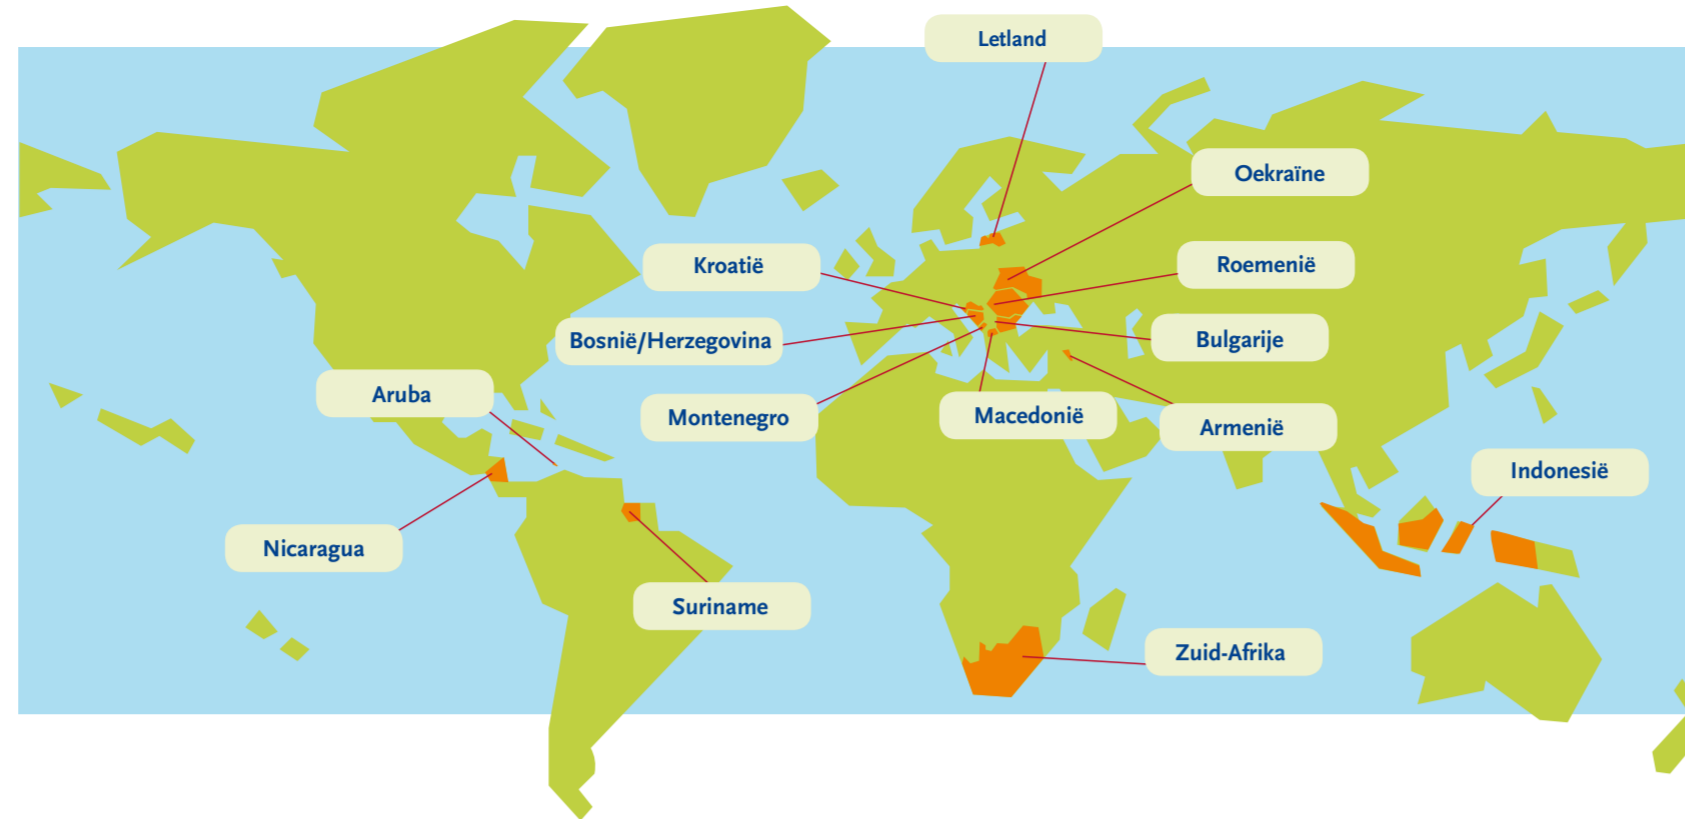 Letland
Oekraïne
Kroatië
Roemenië
Bosnië/Herzegovina
Bulgarije
Aruba
Montenegro
Macedonië
Armenië
Indonesië
Nicaragua
Suriname
Zuid-Afrika